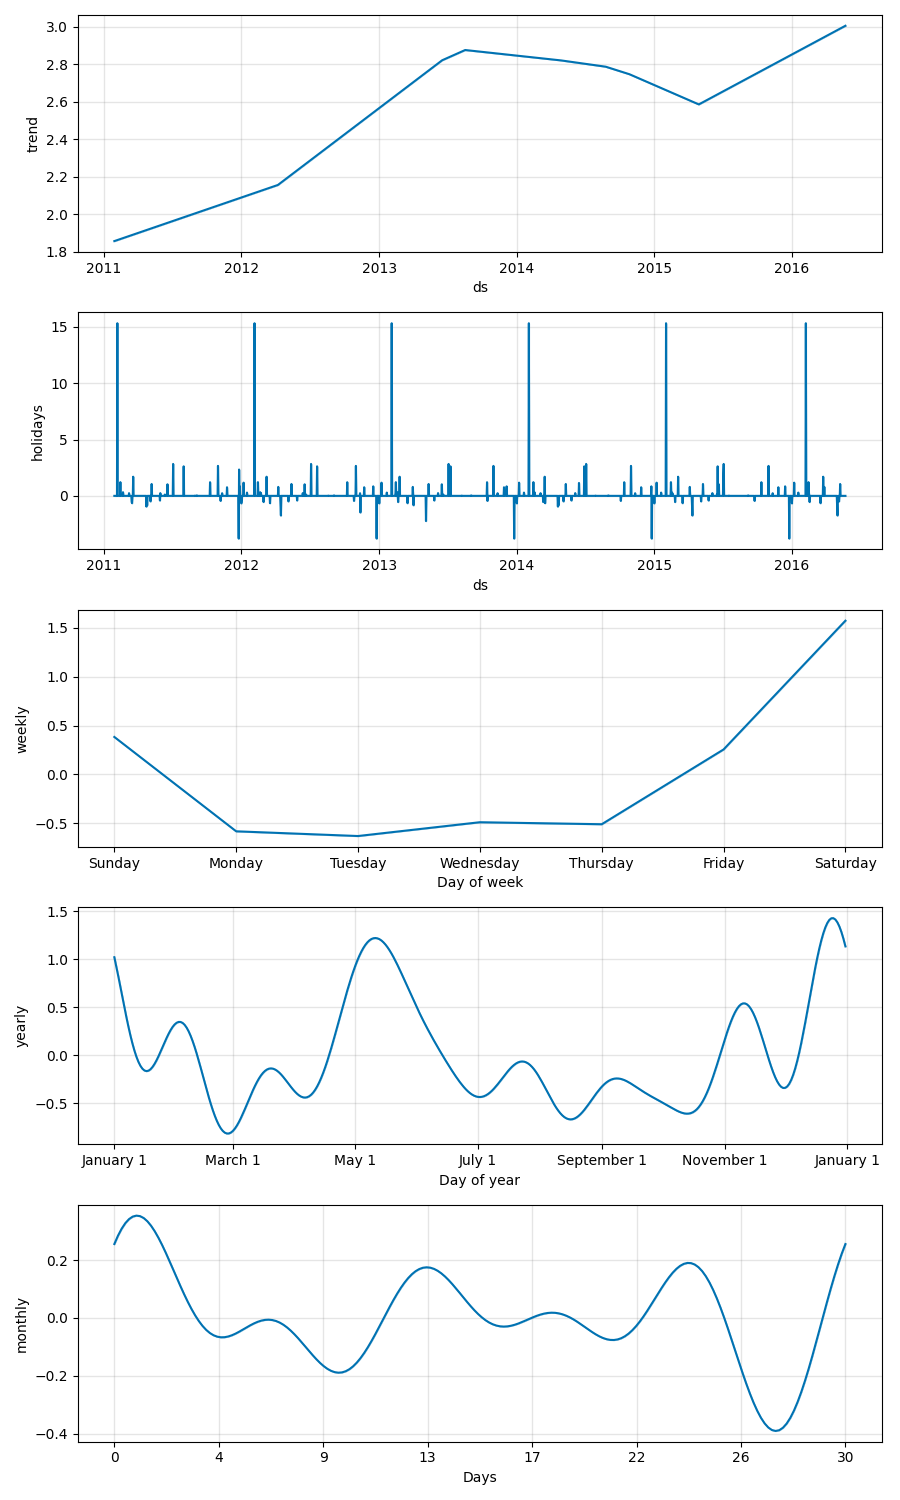 3.0
2.8
2.6
2.4
2.2
2.0
1.8
trend
2011 2012 2013 2014 2015 2016
ds
15
10
5
0
holidays
2011 2012 2013 2014 2015 2016
ds
1.5
1.0
0.5
0.0
−0.5
weekly
Sunday Monday Tuesday Wednesday Thursday Friday Saturday
Day of week
1.5
1.0
0.5
0.0
−0.5
yearly
January 1 March 1 May 1 July 1 September 1 November 1 January 1
Day of year
0.2
0.0
−0.2
−0.4
monthly
0 4 9 13 17 22 26 30
Days